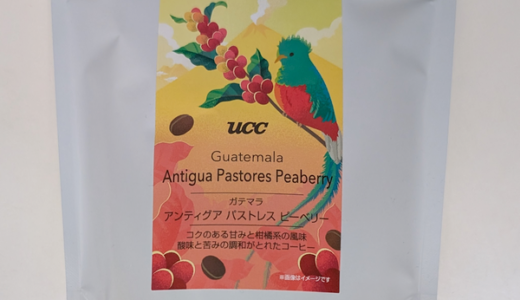 UCC
Guatemala
Antigua Pastores Peaberry
ガテマラ
アンティグア パストレス ピーベリー
コクのある甘みと柑橘系の風味
酸味と苦みの調和がとれたコーヒー
※画像はイメージです